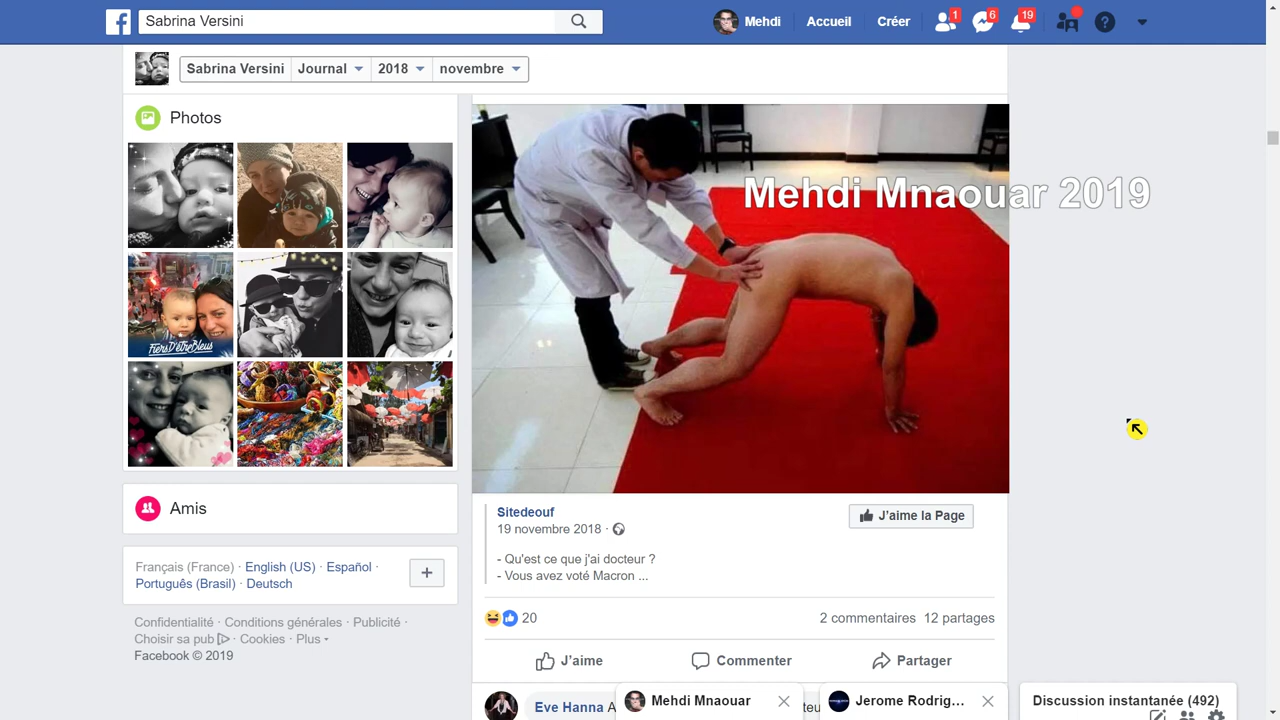 Sabrina Versini
Mehdi
Accueil
Créer
1
6
19
Sabrina Versini
Journal
2018
novembre
Photos
FIERS D'ÊTRE BLEUS
Mehdi Mnaouar 2019
Amis
Français (France) · English (US) · Español ·
Português (Brasil) · Deutsch
Confidentialité · Conditions générales · Publicité ·
Choisir sa pub · Cookies · Plus
Facebook © 2019
Sitedeouf
19 novembre 2018 ·
J'aime la Page
- Qu'est ce que j'ai docteur ?
- Vous avez voté Macron ...
20
2 commentaires 12 partages
J'aime
Commenter
Partager
Eve Hanna
Mehdi Mnaouar
Jerome Rodrig...
Discussion instantanée (492)